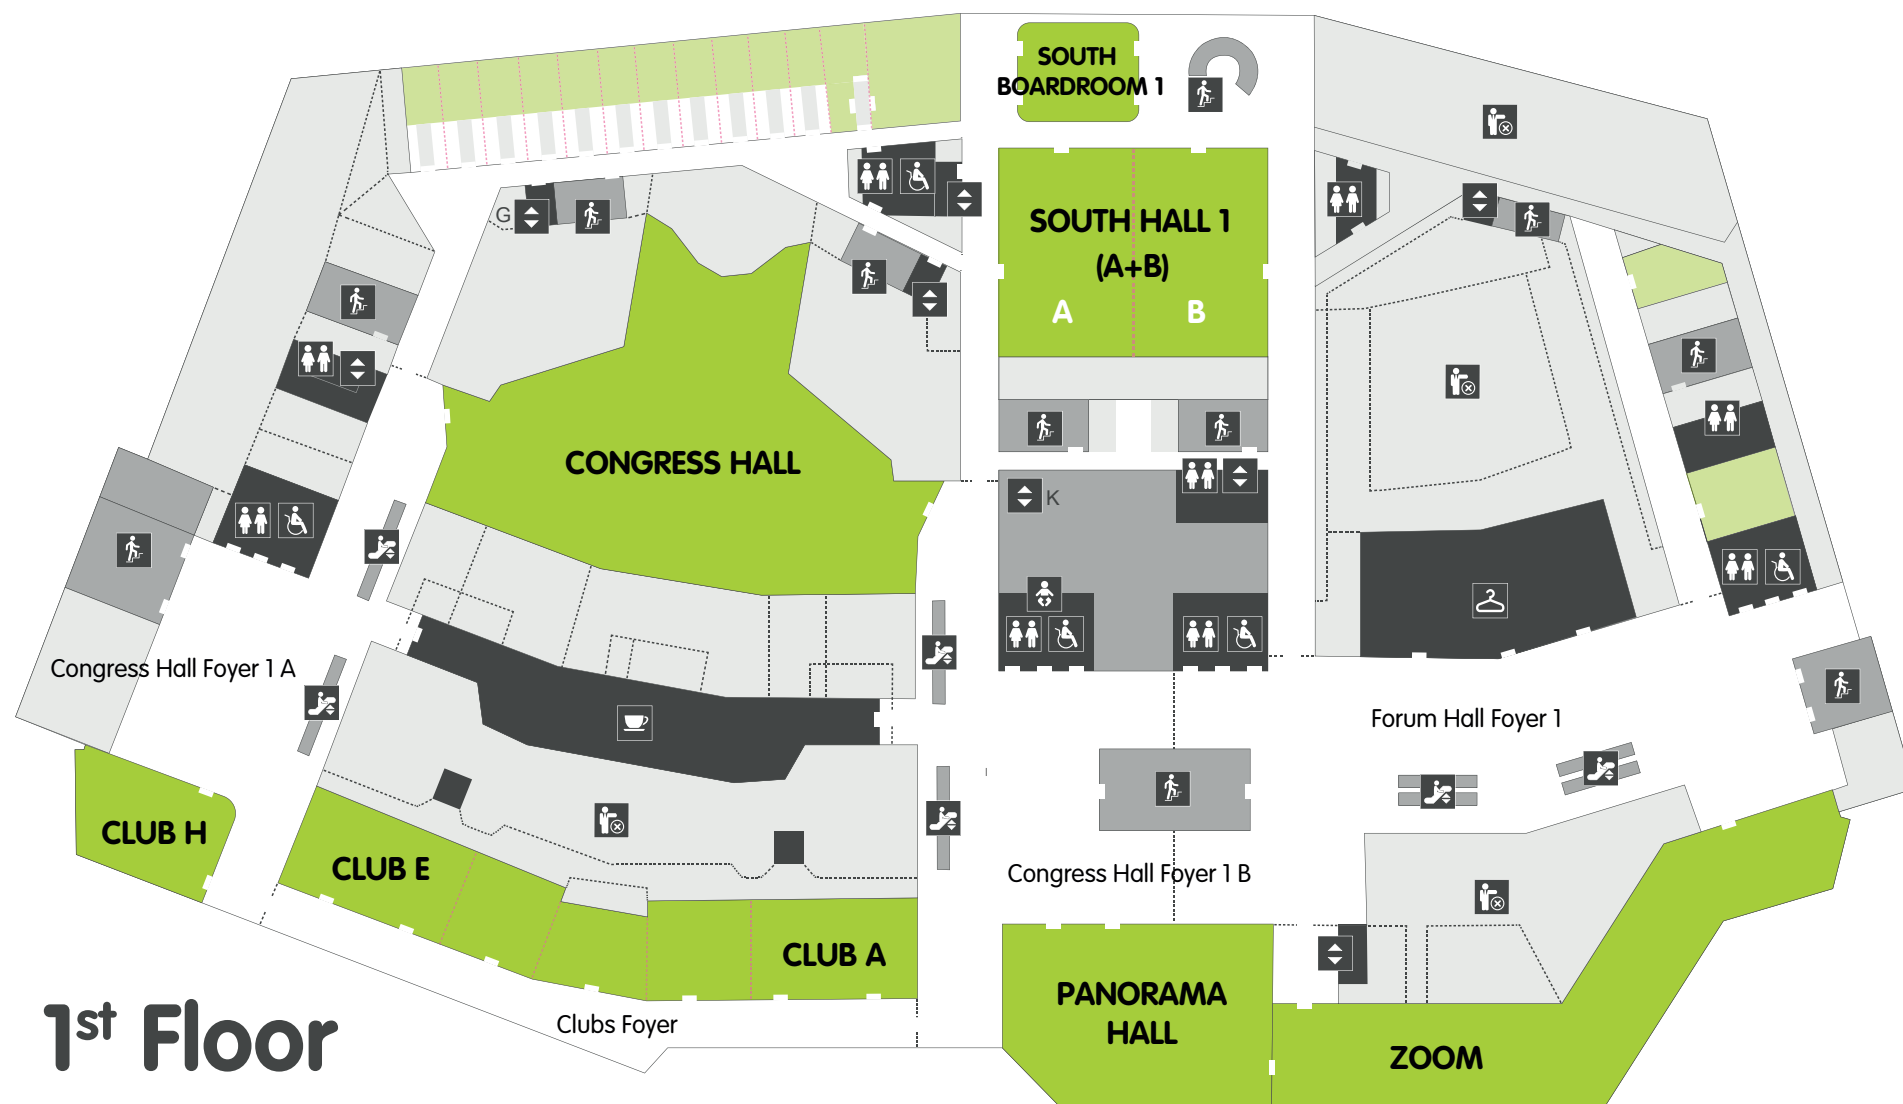 SOUTH
BOARDROOM 1
G
SOUTH HALL 1
(A+B)
A
B
CONGRESS HALL
K
Congress Hall Foyer 1 A
Forum Hall Foyer 1
CLUB H
CLUB E
Congress Hall Foyer 1 B
CLUB A
PANORAMA
HALL
Clubs Foyer
ZOOM
1st Floor